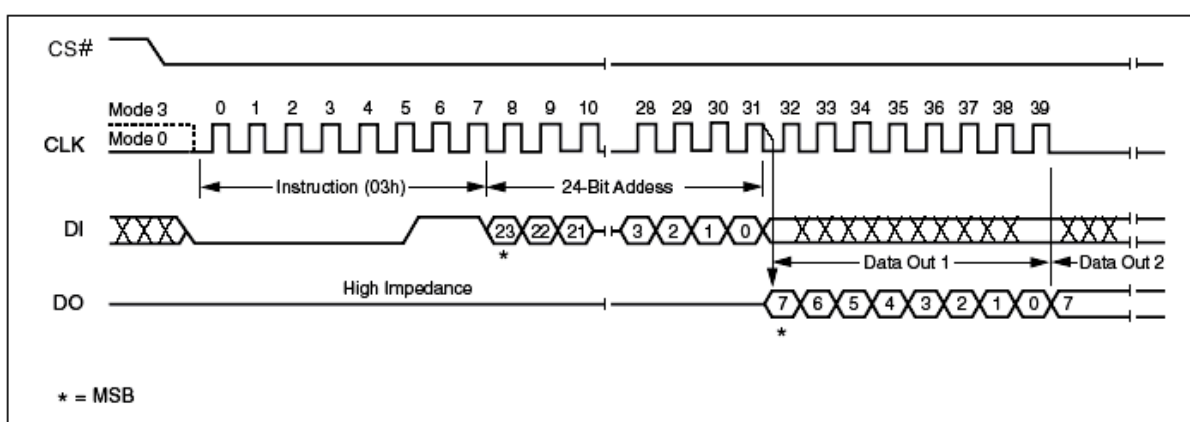 CS#
Mode 3 0 1 2 3 4 5 6 7 8 9 10 28 29 30 31 32 33 34 35 36 37 38 39
CLK Mode 0
Instruction (03h) 24-Bit Addess
DI 23 22 21 3 2 1 0
Data Out 1 Data Out 2
High Impedance
DO 7 6 5 4 3 2 1 0 7
* *
* = MSB